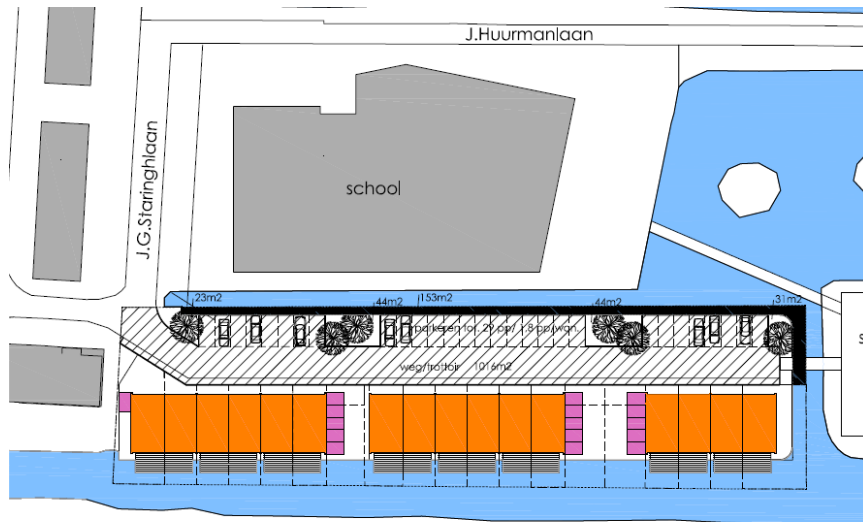 J.Huurmanlaan
J.G.Staringhlaan
school
23m2
44m2
153m2
44m2
31m2
parkeren tot. 29 pp/ 1.8 pp/wgn.
weg/trottoir 1016m2
s